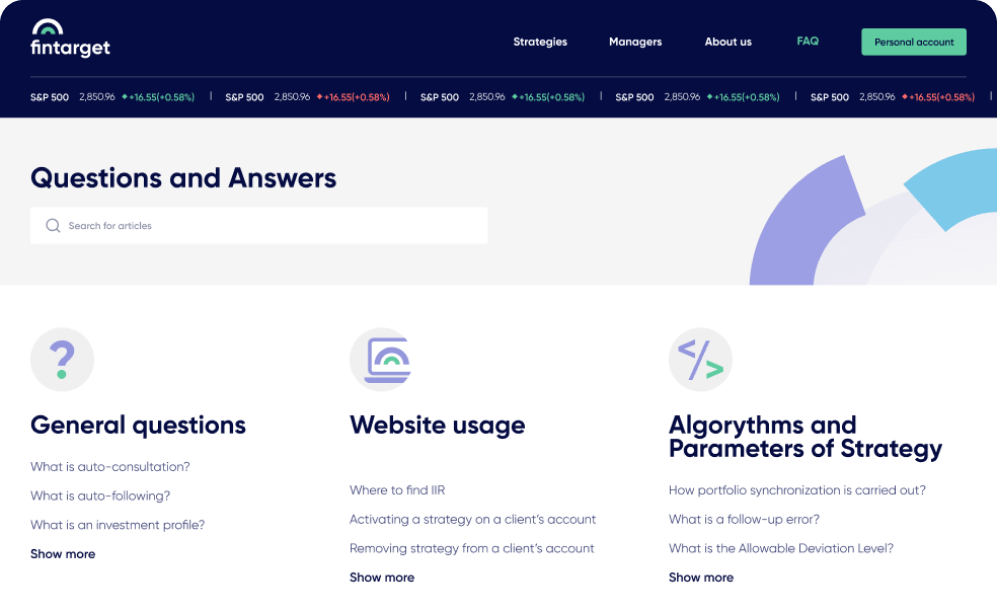 fintarget
Strategies Managers About us FAQ Personal account
S&P 500 2,850.96 +16.55(+0.58%) | S&P 500 2,850.96 +16.55(+0.58%) | S&P 500 2,850.96 +16.55(+0.58%) | S&P 500 2,850.96 +16.55(+0.58%) | S&P 500 2,850.96 +16.55(+0.58%) |
Questions and Answers
Search for articles
?
General questions
What is auto-consultation?
What is auto-following?
What is an investment profile?
Show more
Website usage
Where to find IIR
Activating a strategy on a client's account
Removing strategy from a client's account
Show more
</>
Algorythms and
Parameters of Strategy
How portfolio synchronization is carried out?
What is a follow-up error?
What is the Allowable Deviation Level?
Show more